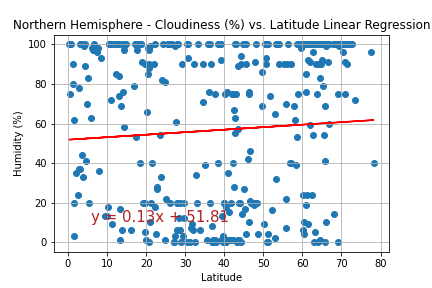 Northern Hemisphere - Cloudiness (%) vs. Latitude Linear Regression
100
80
60
40
20
0
Humidity (%)
y = 0.13x + 51.81
0 10 20 30 40 50 60 70 80
Latitude